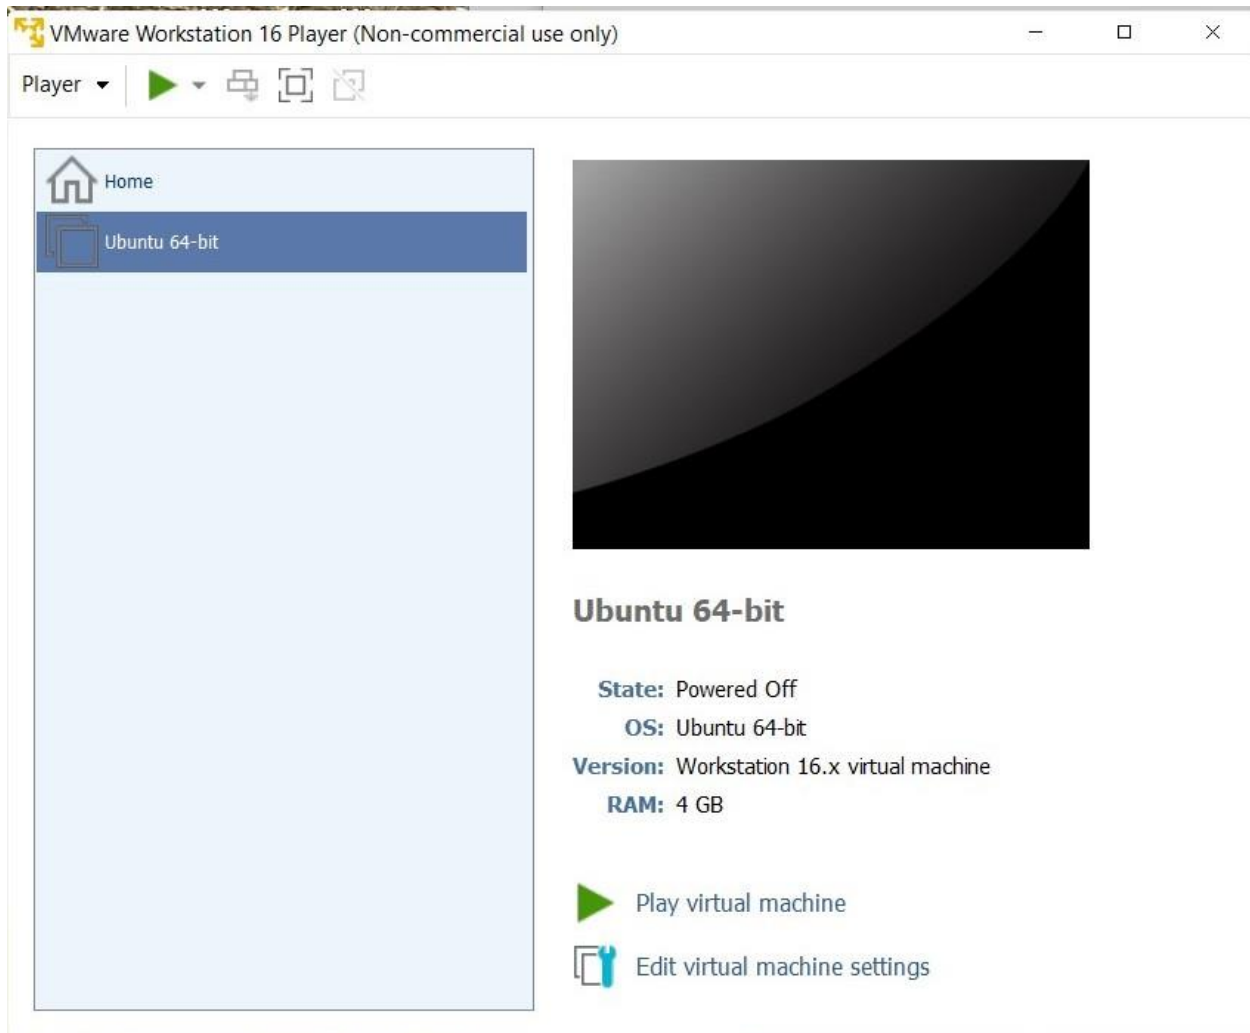 VMware Workstation 16 Player (Non-commercial use only)
Player
Home
Ubuntu 64-bit
Ubuntu 64-bit
State: Powered Off
OS: Ubuntu 64-bit
Version: Workstation 16.x virtual machine
RAM: 4 GB
Play virtual machine
Edit virtual machine settings